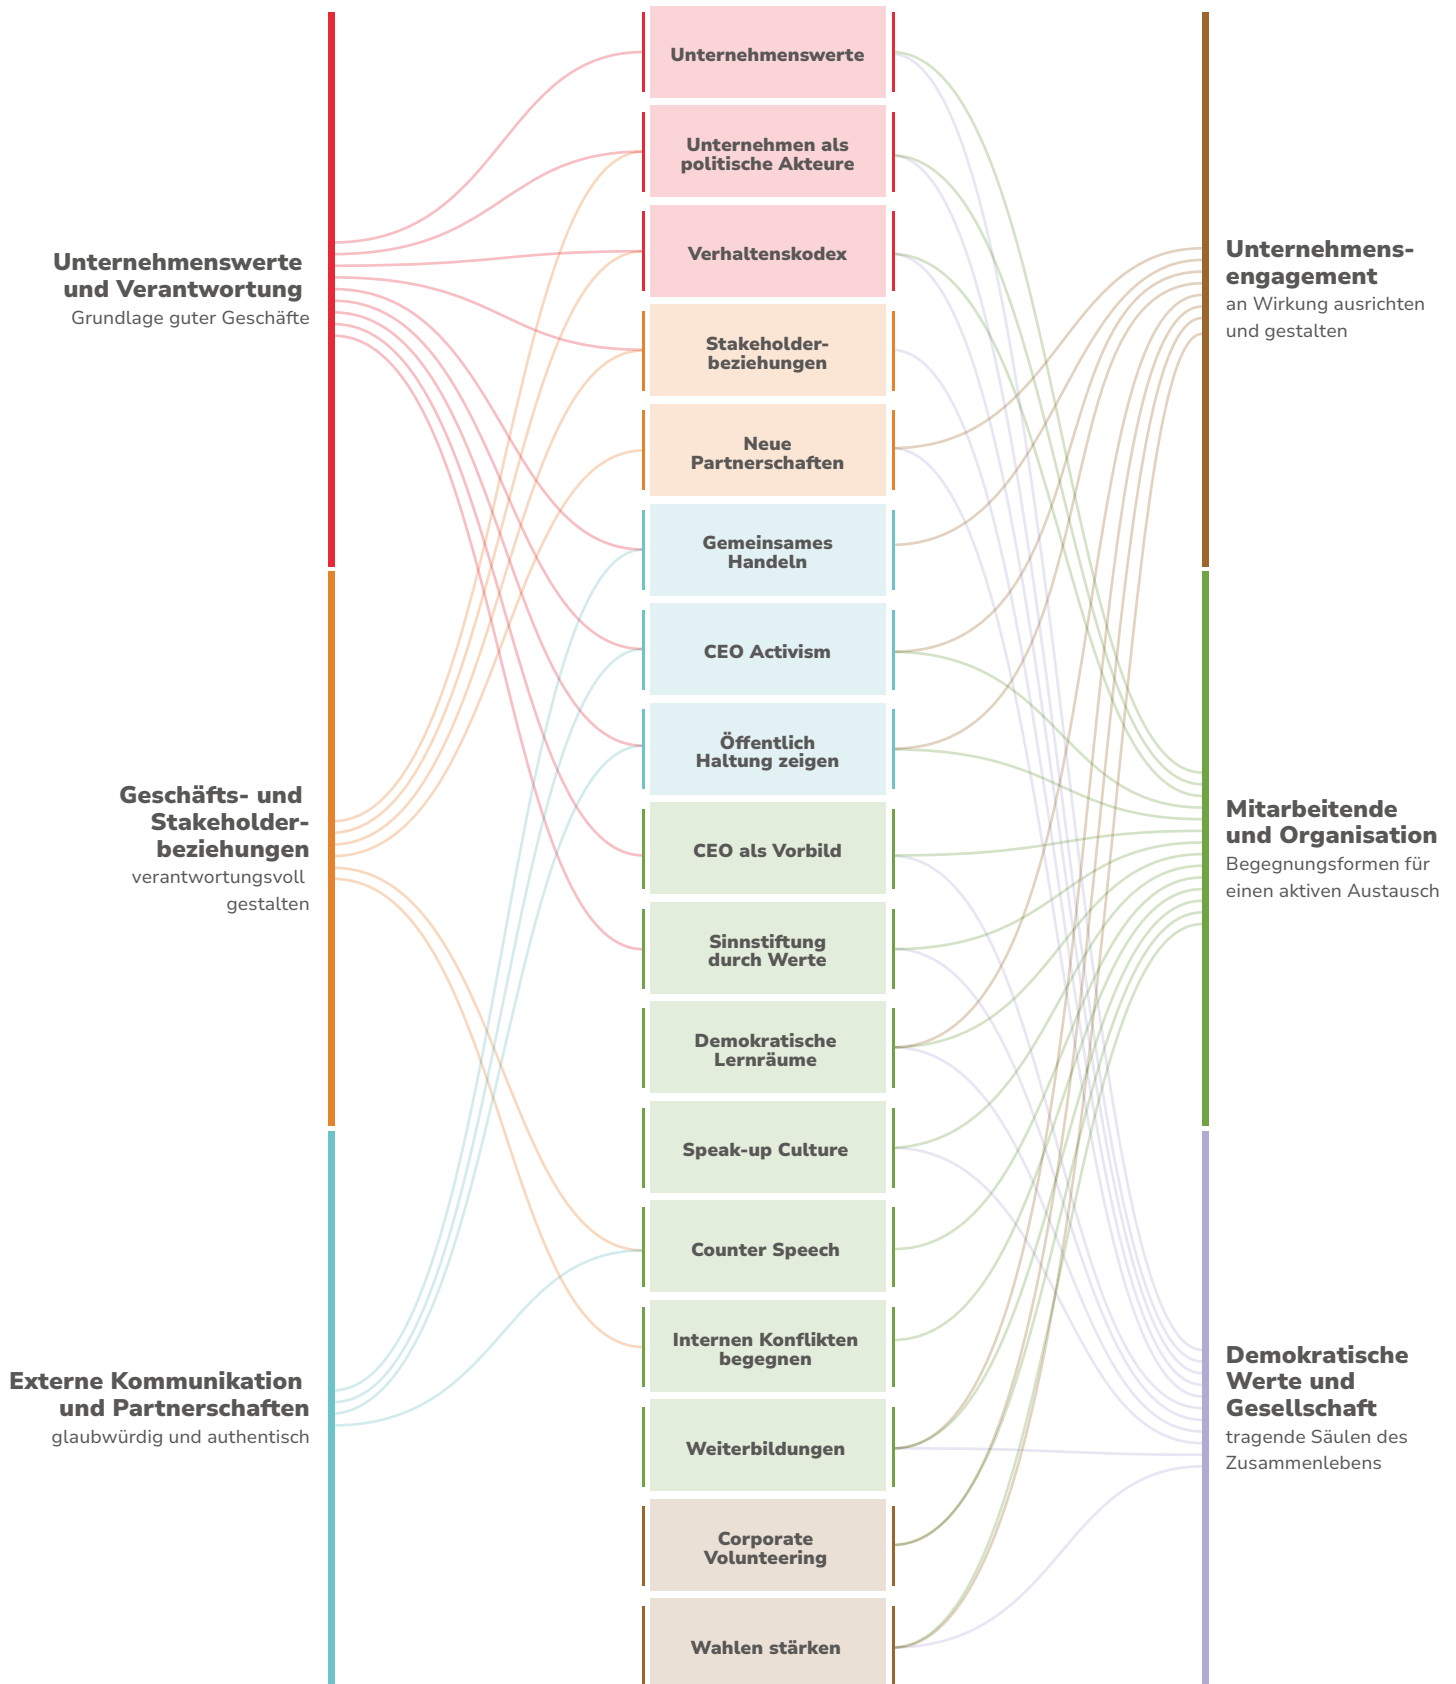 Unternehmenswerte
und Verantwortung
Grundlage guter Geschäfte
Geschäfts- und
Stakeholder-
beziehungen
verantwortungsvoll
gestalten
Externe Kommunikation
und Partnerschaften
glaubwürdig und authentisch
Unternehmenswerte
Unternehmen als
politische Akteure
Verhaltenskodex
Stakeholder-
beziehungen
Neue
Partnerschaften
Gemeinsames
Handeln
CEO Activism
Öffentlich
Haltung zeigen
CEO als Vorbild
Sinnstiftung
durch Werte
Demokratische
Lernräume
Speak-up Culture
Counter Speech
Internen Konflikten
begegnen
Weiterbildungen
Corporate
Volunteering
Wahlen stärken
Unternehmens-
engagement
an Wirkung ausrichten
und gestalten
Mitarbeitende
und Organisation
Begegnungsformen für
einen aktiven Austausch
Demokratische
Werte und
Gesellschaft
tragende Säulen des
Zusammenlebens